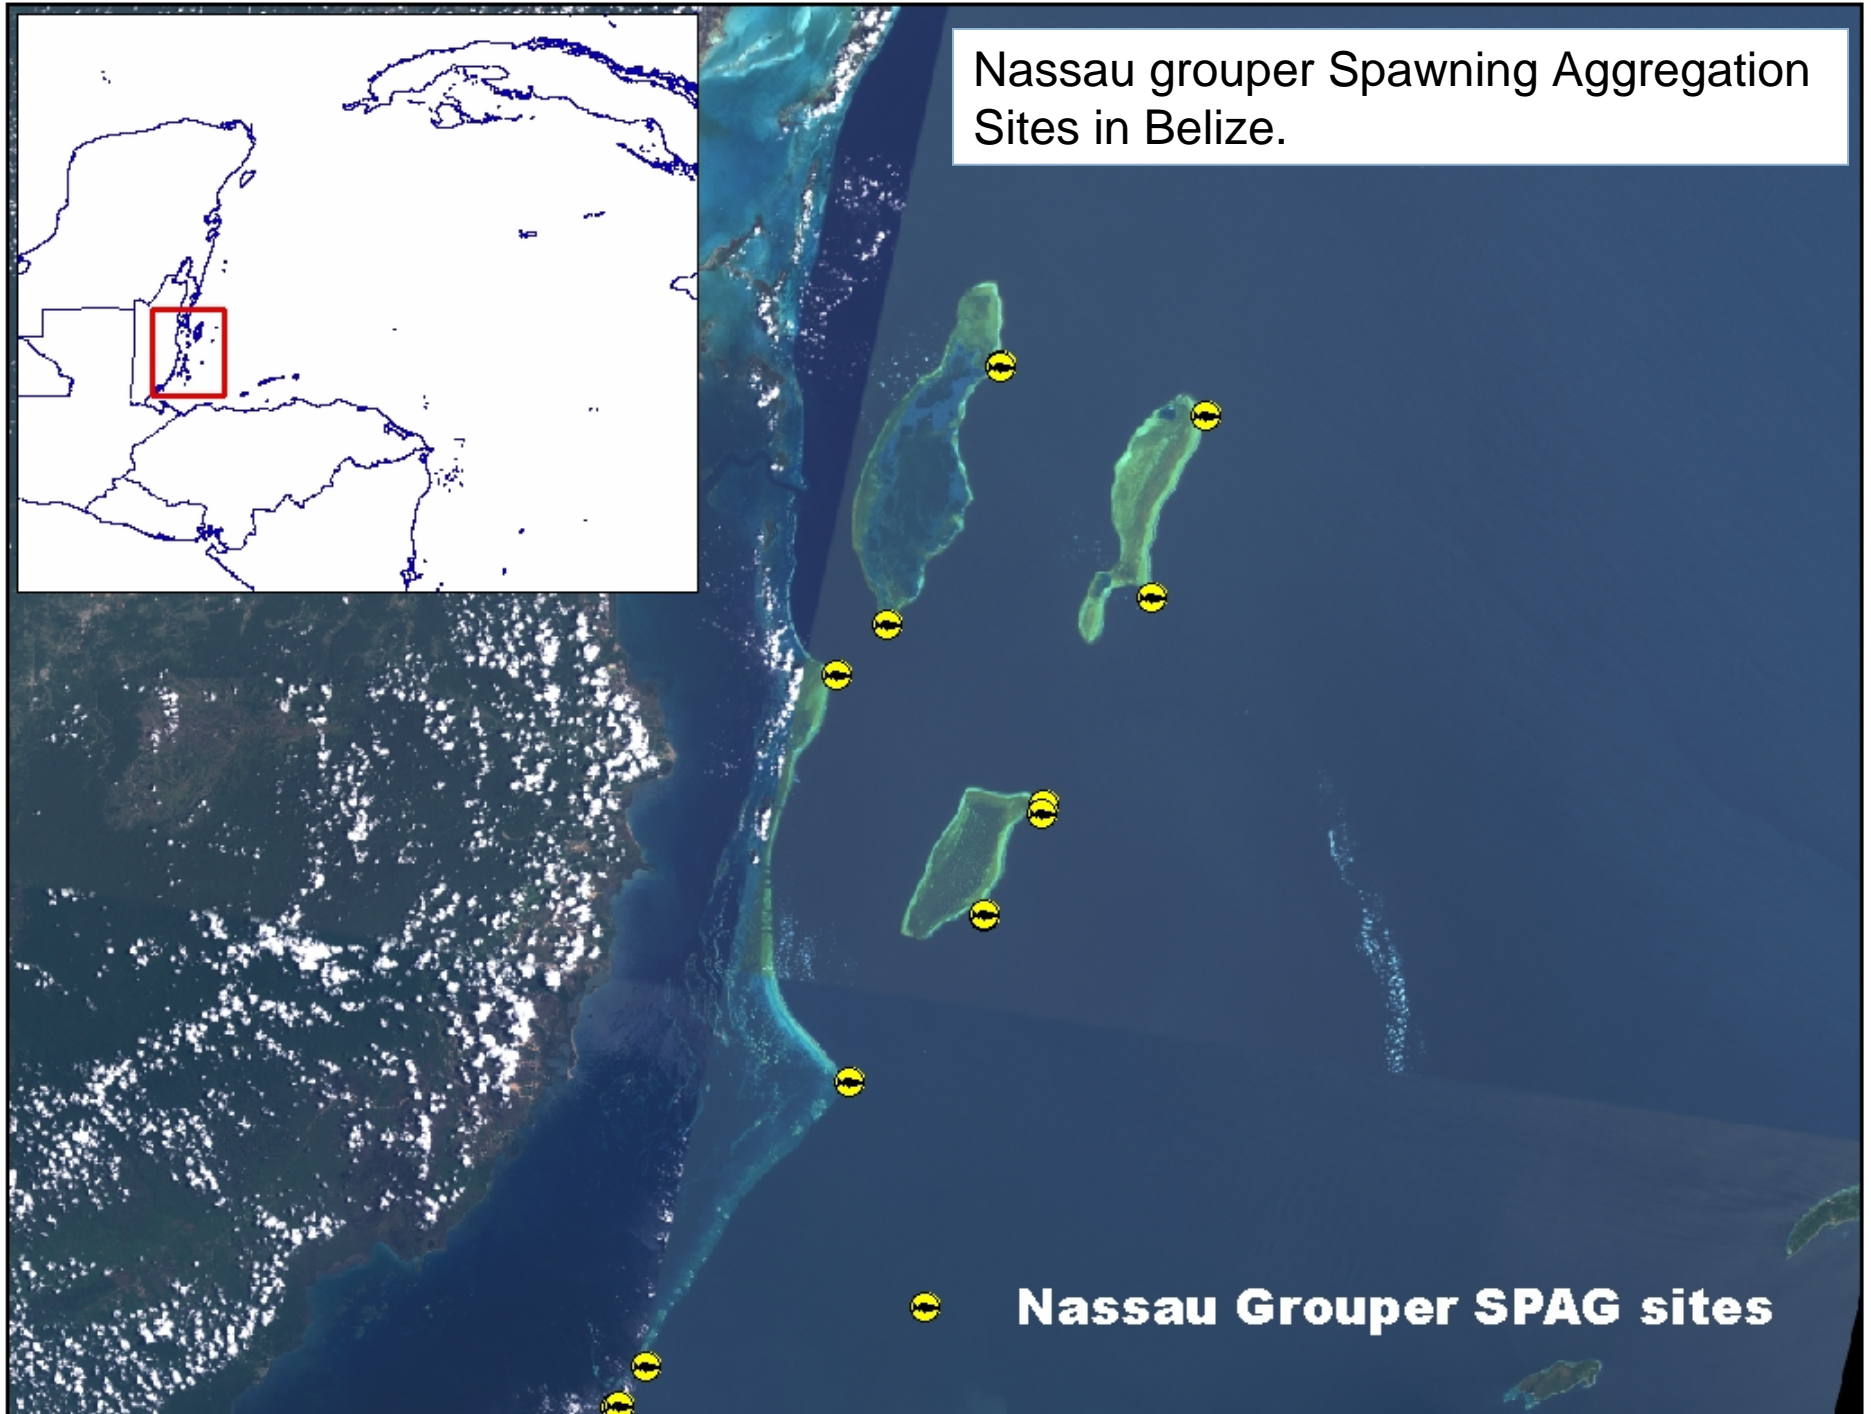 Nassau grouper Spawning Aggregation
Sites in Belize.
Nassau Grouper SPAG sites